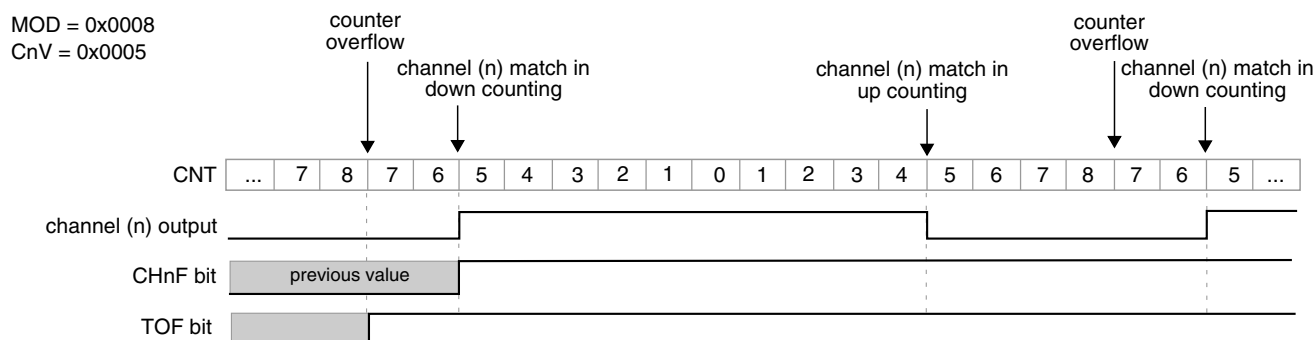 MOD = 0x0008
CnV = 0x0005
counter
overflow
channel (n) match in
down counting
channel (n) match in
up counting
counter
overflow
channel (n) match in
down counting
CNT ... 7 8 7 6 5 4 3 2 1 0 1 2 3 4 5 6 7 8 7 6 5 ...
channel (n) output
CHnF bit previous value
TOF bit